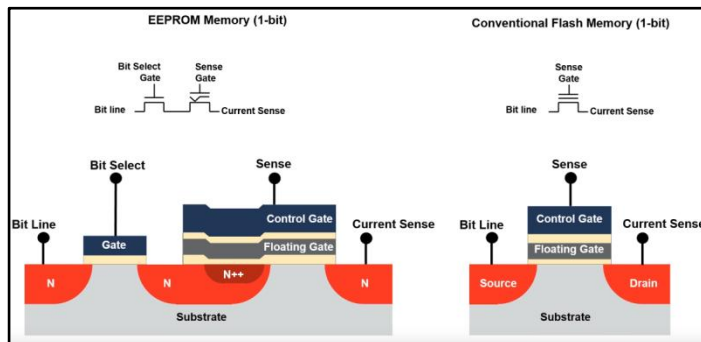 EEPROM Memory (1-bit)
Bit Select
Gate
Sense
Gate
Bit line
Current Sense
Bit Select
Sense
Bit Line
Current Sense
Gate
Control Gate
Floating Gate
N
N
N++
N
Substrate
Conventional Flash Memory (1-bit)
Sense
Gate
Bit line
Current Sense
Sense
Bit Line
Current Sense
Control Gate
Floating Gate
Source
Drain
Substrate